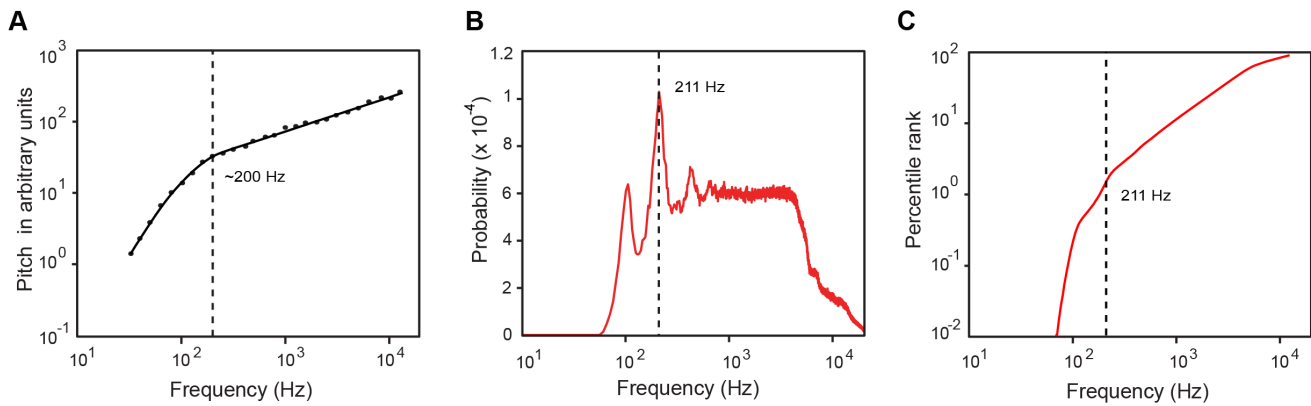 A
Pitch in arbitrary units
10^3
10^2
10^1
10^0
10^-1
~200 Hz
10^1
10^2
10^3
10^4
Frequency (Hz)
B
Probability (x 10^-4)
1.2
1
8
6
4
2
0
211 Hz
10^1
10^2
10^3
10^4
Frequency (Hz)
C
Percentile rank
10^2
10^1
10^0
10^-1
10^-2
211 Hz
10^1
10^2
10^3
10^4
Frequency (Hz)